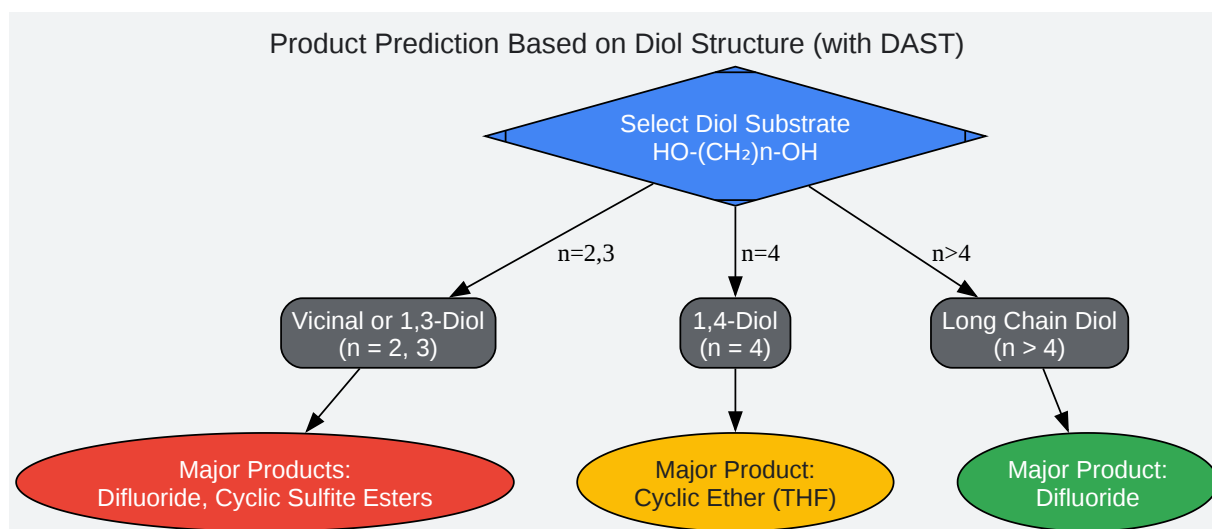 Product Prediction Based on Diol Structure (with DAST)
Select Diol Substrate
HO-(CH₂)n-OH
n=2,3
n=4
n>4
Vicinal or 1,3-Diol
(n = 2, 3)
1,4-Diol
(n = 4)
Long Chain Diol
(n > 4)
Major Products:
Difluoride, Cyclic Sulfite Esters
Major Product:
Cyclic Ether (THF)
Major Product:
Difluoride